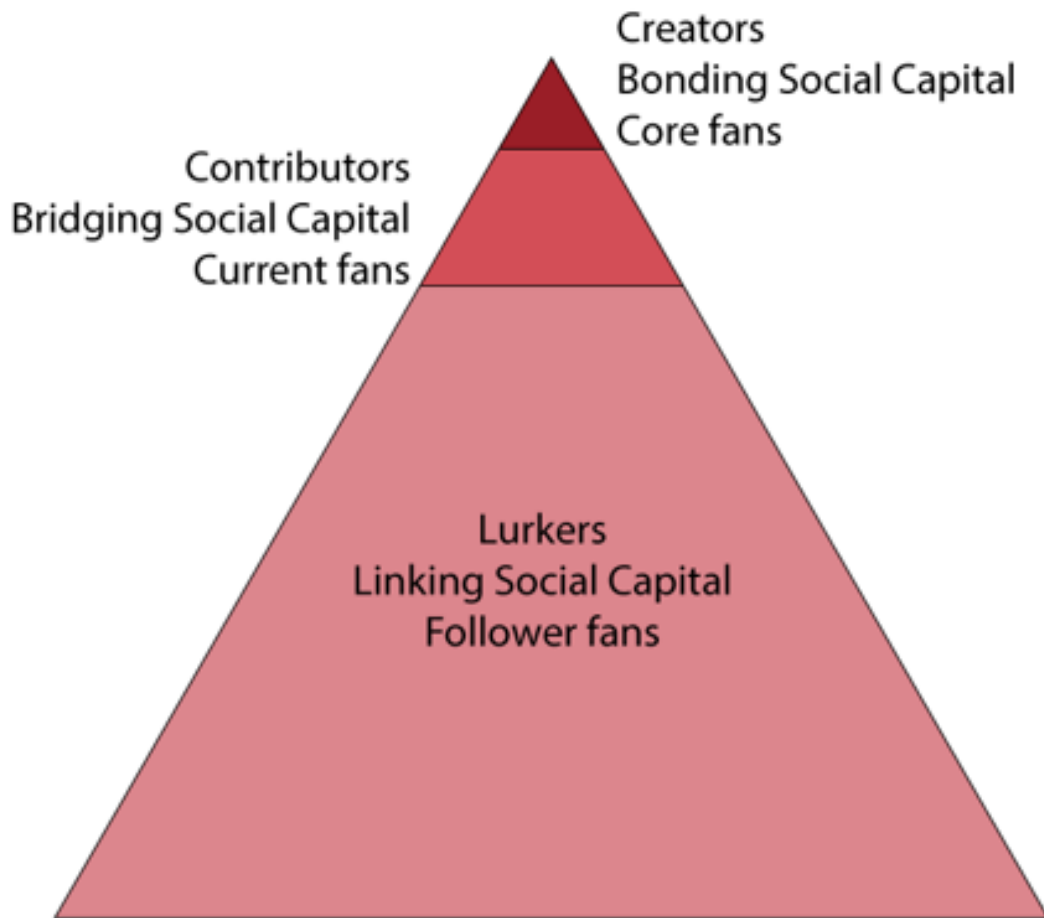 Creators
Bonding Social Capital
Core fans
Contributors
Bridging Social Capital
Current fans
Lurkers
Linking Social Capital
Follower fans